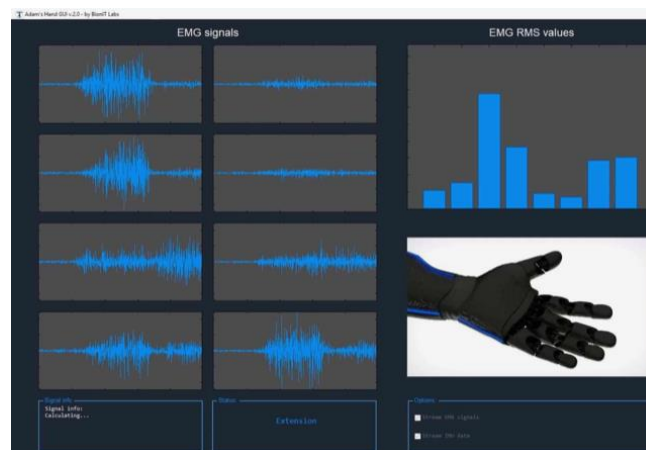 Adam's Hand GUI v.2.0 - by BionIT Labs
EMG signals
EMG RMS values
Signal info
Signal info:
Calculating...
Status
Extension
Options
Stream EMG signals
Stream EMG data